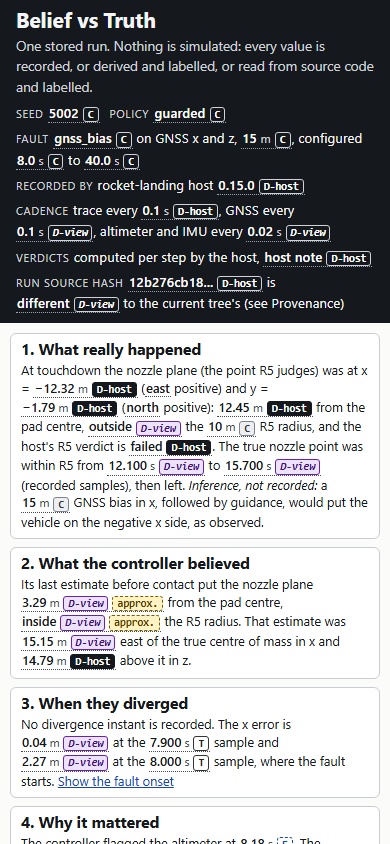 Belief vs Truth
One stored run. Nothing is simulated: every value is
recorded, or derived and labelled, or read from source code
and labelled.
SEED 5002 C POLICY guarded C
FAULT gnss_bias C on GNSS x and z, 15 m C, configured
8.0 s C to 40.0 s C
RECORDED BY rocket-landing host 0.15.0 D-host
CADENCE trace every 0.1 s D-host, GNSS every
0.1 s D-view, altimeter and IMU every 0.02 s D-view
VERDICTS computed per step by the host, host note D-host
RUN SOURCE HASH 12b276cb18... D-host is
different D-view to the current tree's (see Provenance)
1. What really happened
At touchdown the nozzle plane (the point R5 judges) was at x
= −12.32 m D-host (east positive) and y =
−1.79 m D-host (north positive): 12.45 m D-host from the
pad centre, outside D-view the 10 m C R5 radius, and the
host's R5 verdict is failed D-host. The true nozzle point was
within R5 from 12.100 s D-view to 15.700 s D-view
(recorded samples), then left. Inference, not recorded: a
15 m C GNSS bias in x, followed by guidance, would put the
vehicle on the negative x side, as observed.
2. What the controller believed
Its last estimate before contact put the nozzle plane
3.29 m D-view approx. from the pad centre,
inside D-view approx. the R5 radius. That estimate was
15.15 m D-view east of the true centre of mass in x and
14.79 m D-host above it in z.
3. When they diverged
No divergence instant is recorded. The x error is
0.04 m D-view at the 7.900 s T sample and
2.27 m D-view at the 8.000 s T sample, where the fault
starts. Show the fault onset
4. Why it mattered
The controller flagged the altimeter at 8.18 s The